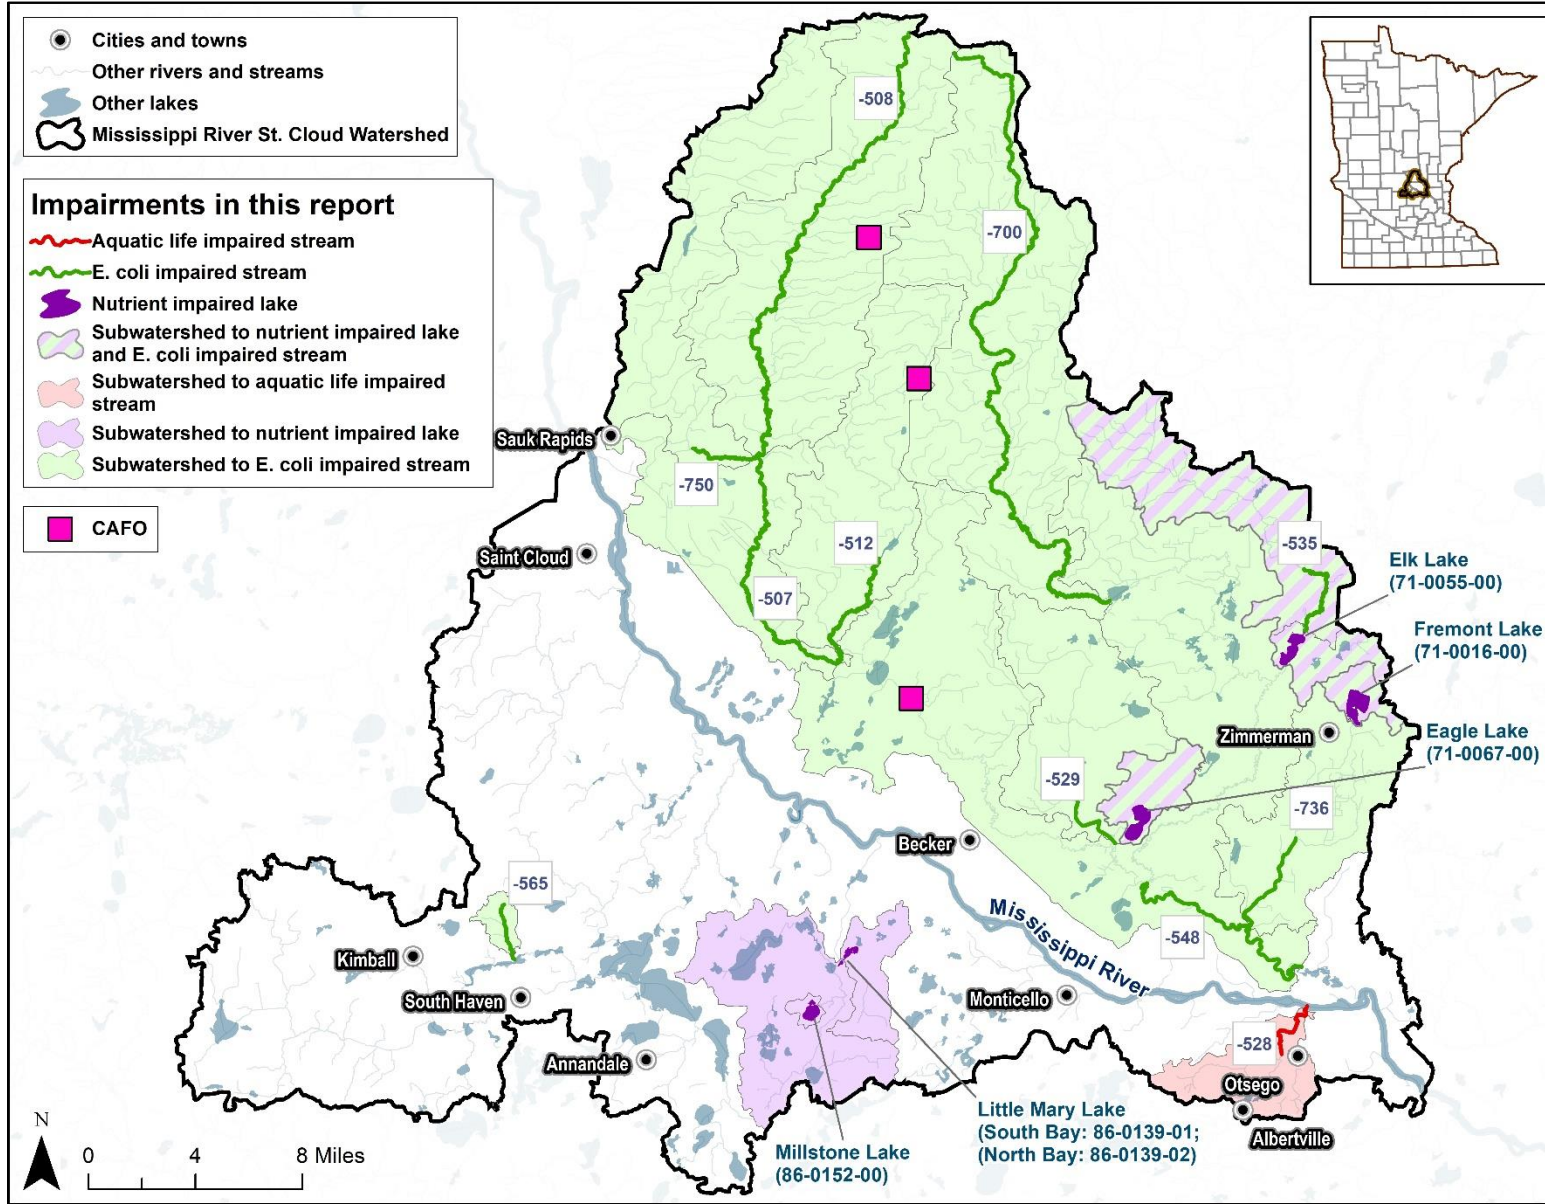 Cities and towns
Other rivers and streams
Other lakes
Mississippi River St. Cloud Watershed
Impairments in this report
Aquatic life impaired stream
E. coli impaired stream
Nutrient impaired lake
Subwatershed to nutrient impaired lake
and E. coli impaired stream
Subwatershed to aquatic life impaired
stream
Subwatershed to nutrient impaired lake
Subwatershed to E. coli impaired stream
CAFO
-508
-700
Sauk Rapids
-750
Saint Cloud
-512
-507
-535
Elk Lake
(71-0055-00)
Fremont Lake
(71-0016-00)
Zimmerman
Eagle Lake
(71-0067-00)
-529
-736
Becker
-565
Mississippi River
-548
Kimball
South Haven
Monticello
-528
Annandale
Otsego
Albertville
Little Mary Lake
(South Bay: 86-0139-01;
(North Bay: 86-0139-02)
Millstone Lake
(86-0152-00)
N
0 4 8 Miles